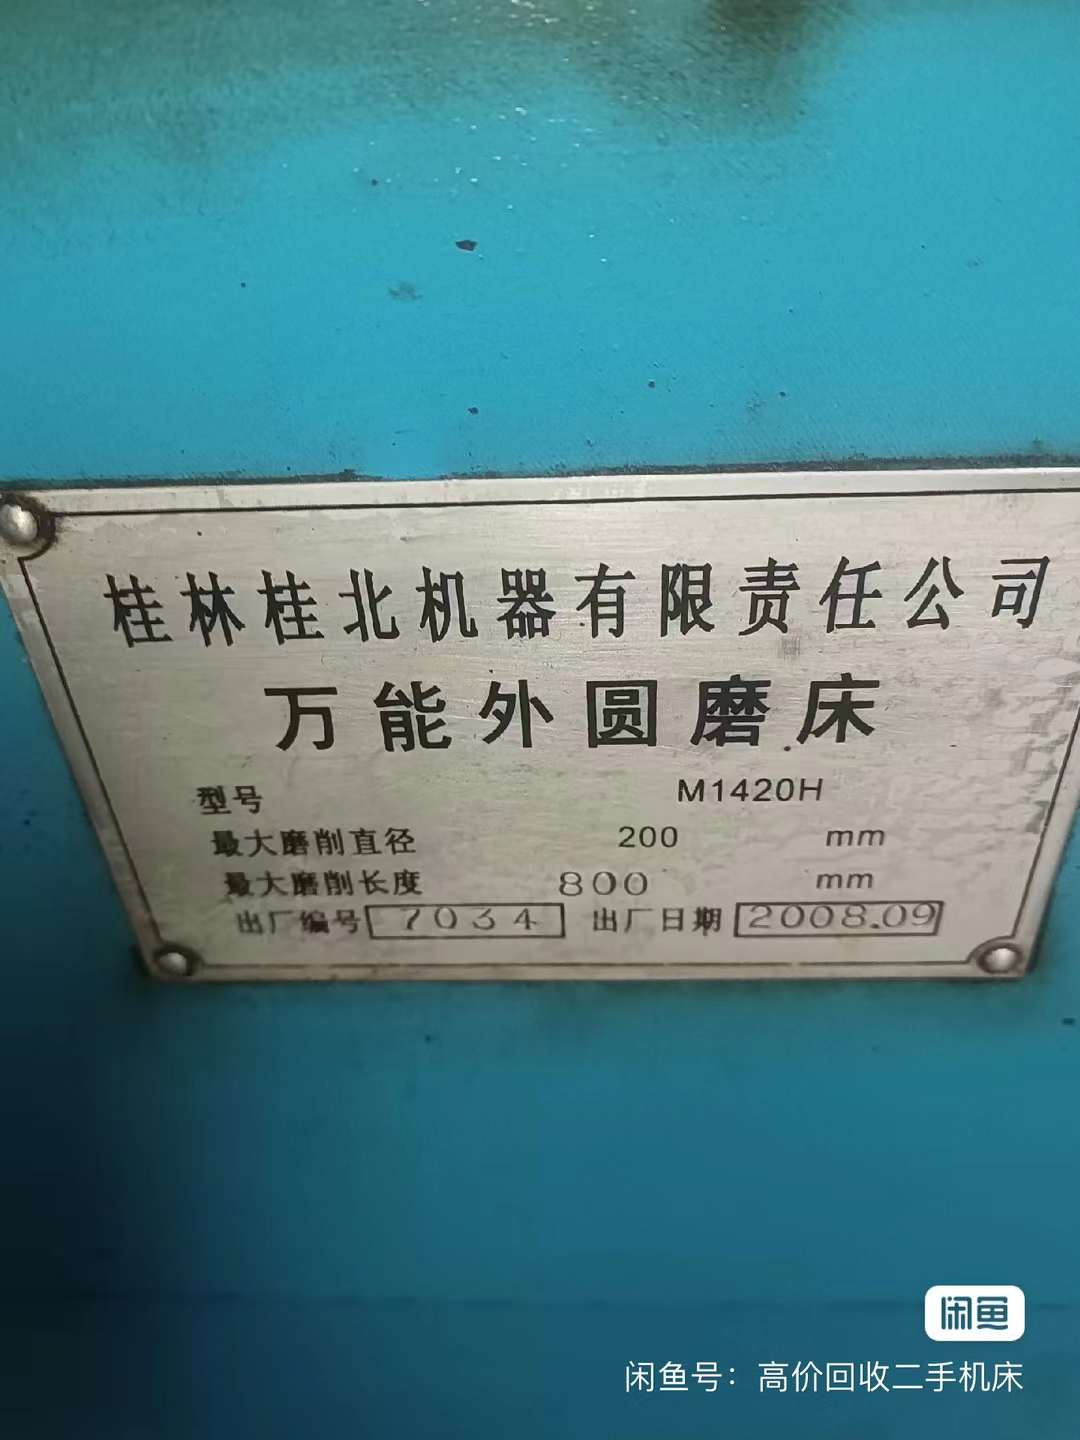 桂林桂北机器有限责任公司
万能外圆磨床
型号 M1420H
最大磨削直径 200 mm
最大磨削长度 800 mm
出厂编号 7034 出厂日期 2008.09
闲鱼
闲鱼号：高价回收二手机床